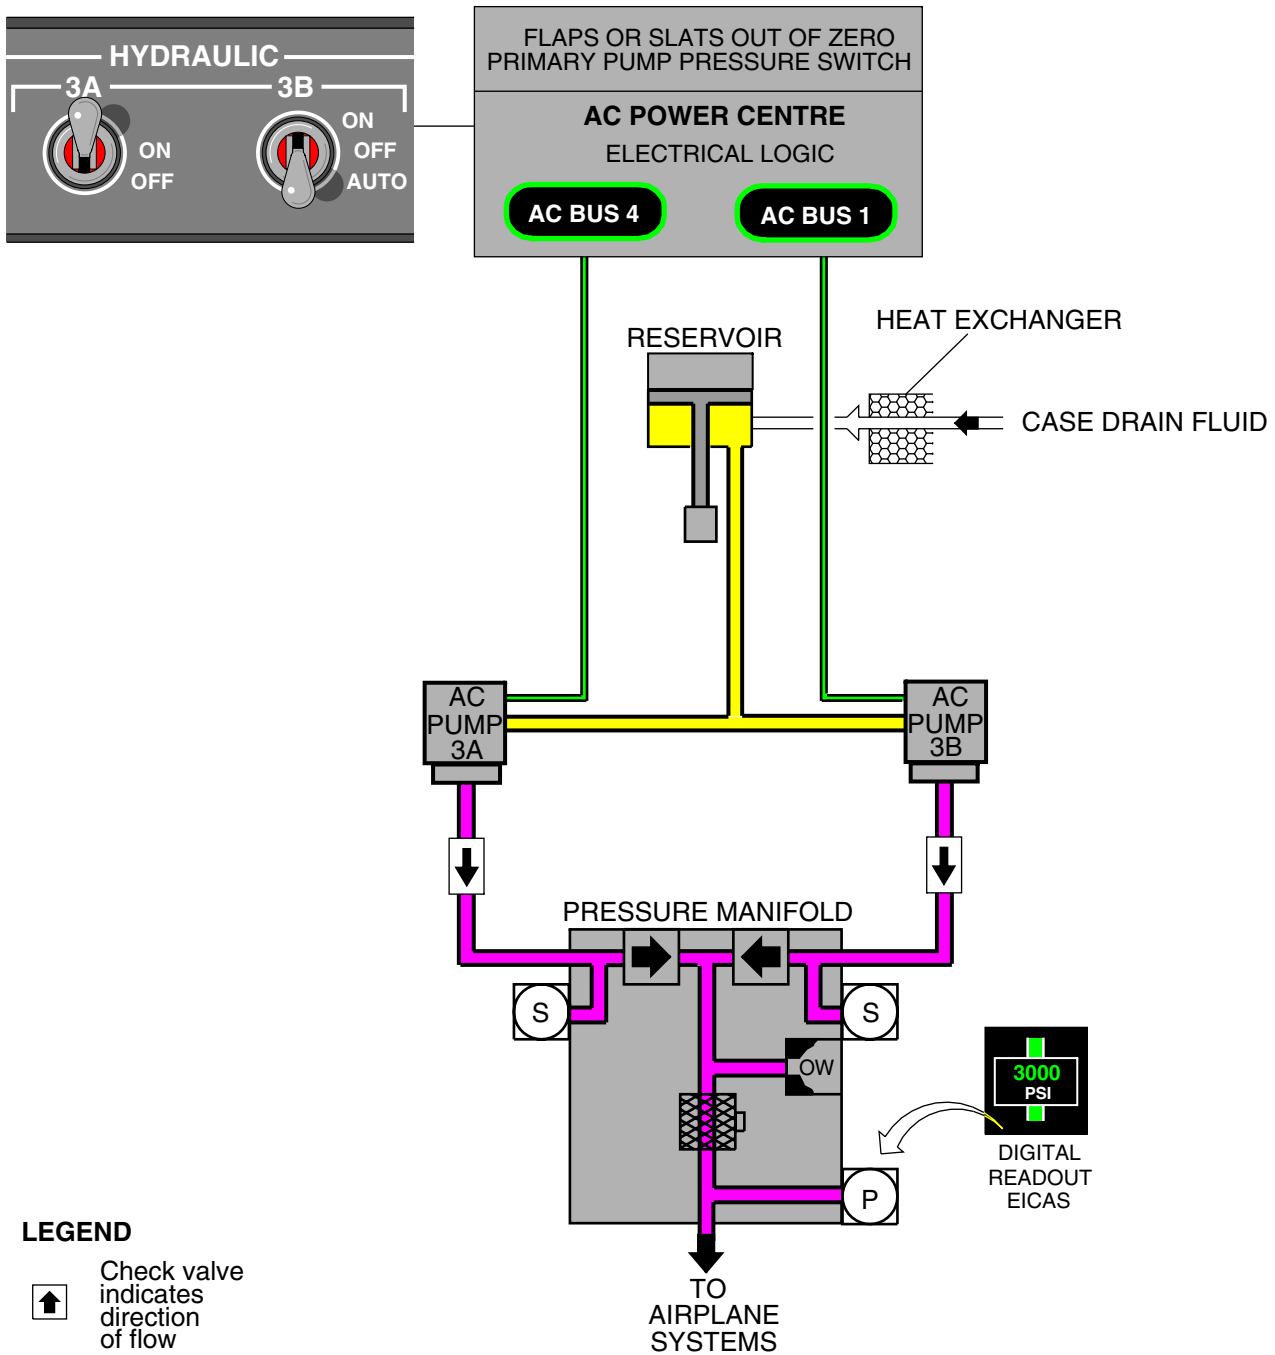 HYDRAULIC
3A
3B
ON
OFF
ON
OFF
AUTO
FLAPS OR SLATS OUT OF ZERO
PRIMARY PUMP PRESSURE SWITCH
AC POWER CENTRE
ELECTRICAL LOGIC
AC BUS 4
AC BUS 1
RESERVOIR
HEAT EXCHANGER
CASE DRAIN FLUID
AC
PUMP
3A
AC
PUMP
3B
PRESSURE MANIFOLD
S
S
OW
P
3000
PSI
DIGITAL
READOUT
EICAS
TO
AIRPLANE
SYSTEMS
LEGEND
Check valve
indicates
direction
of flow